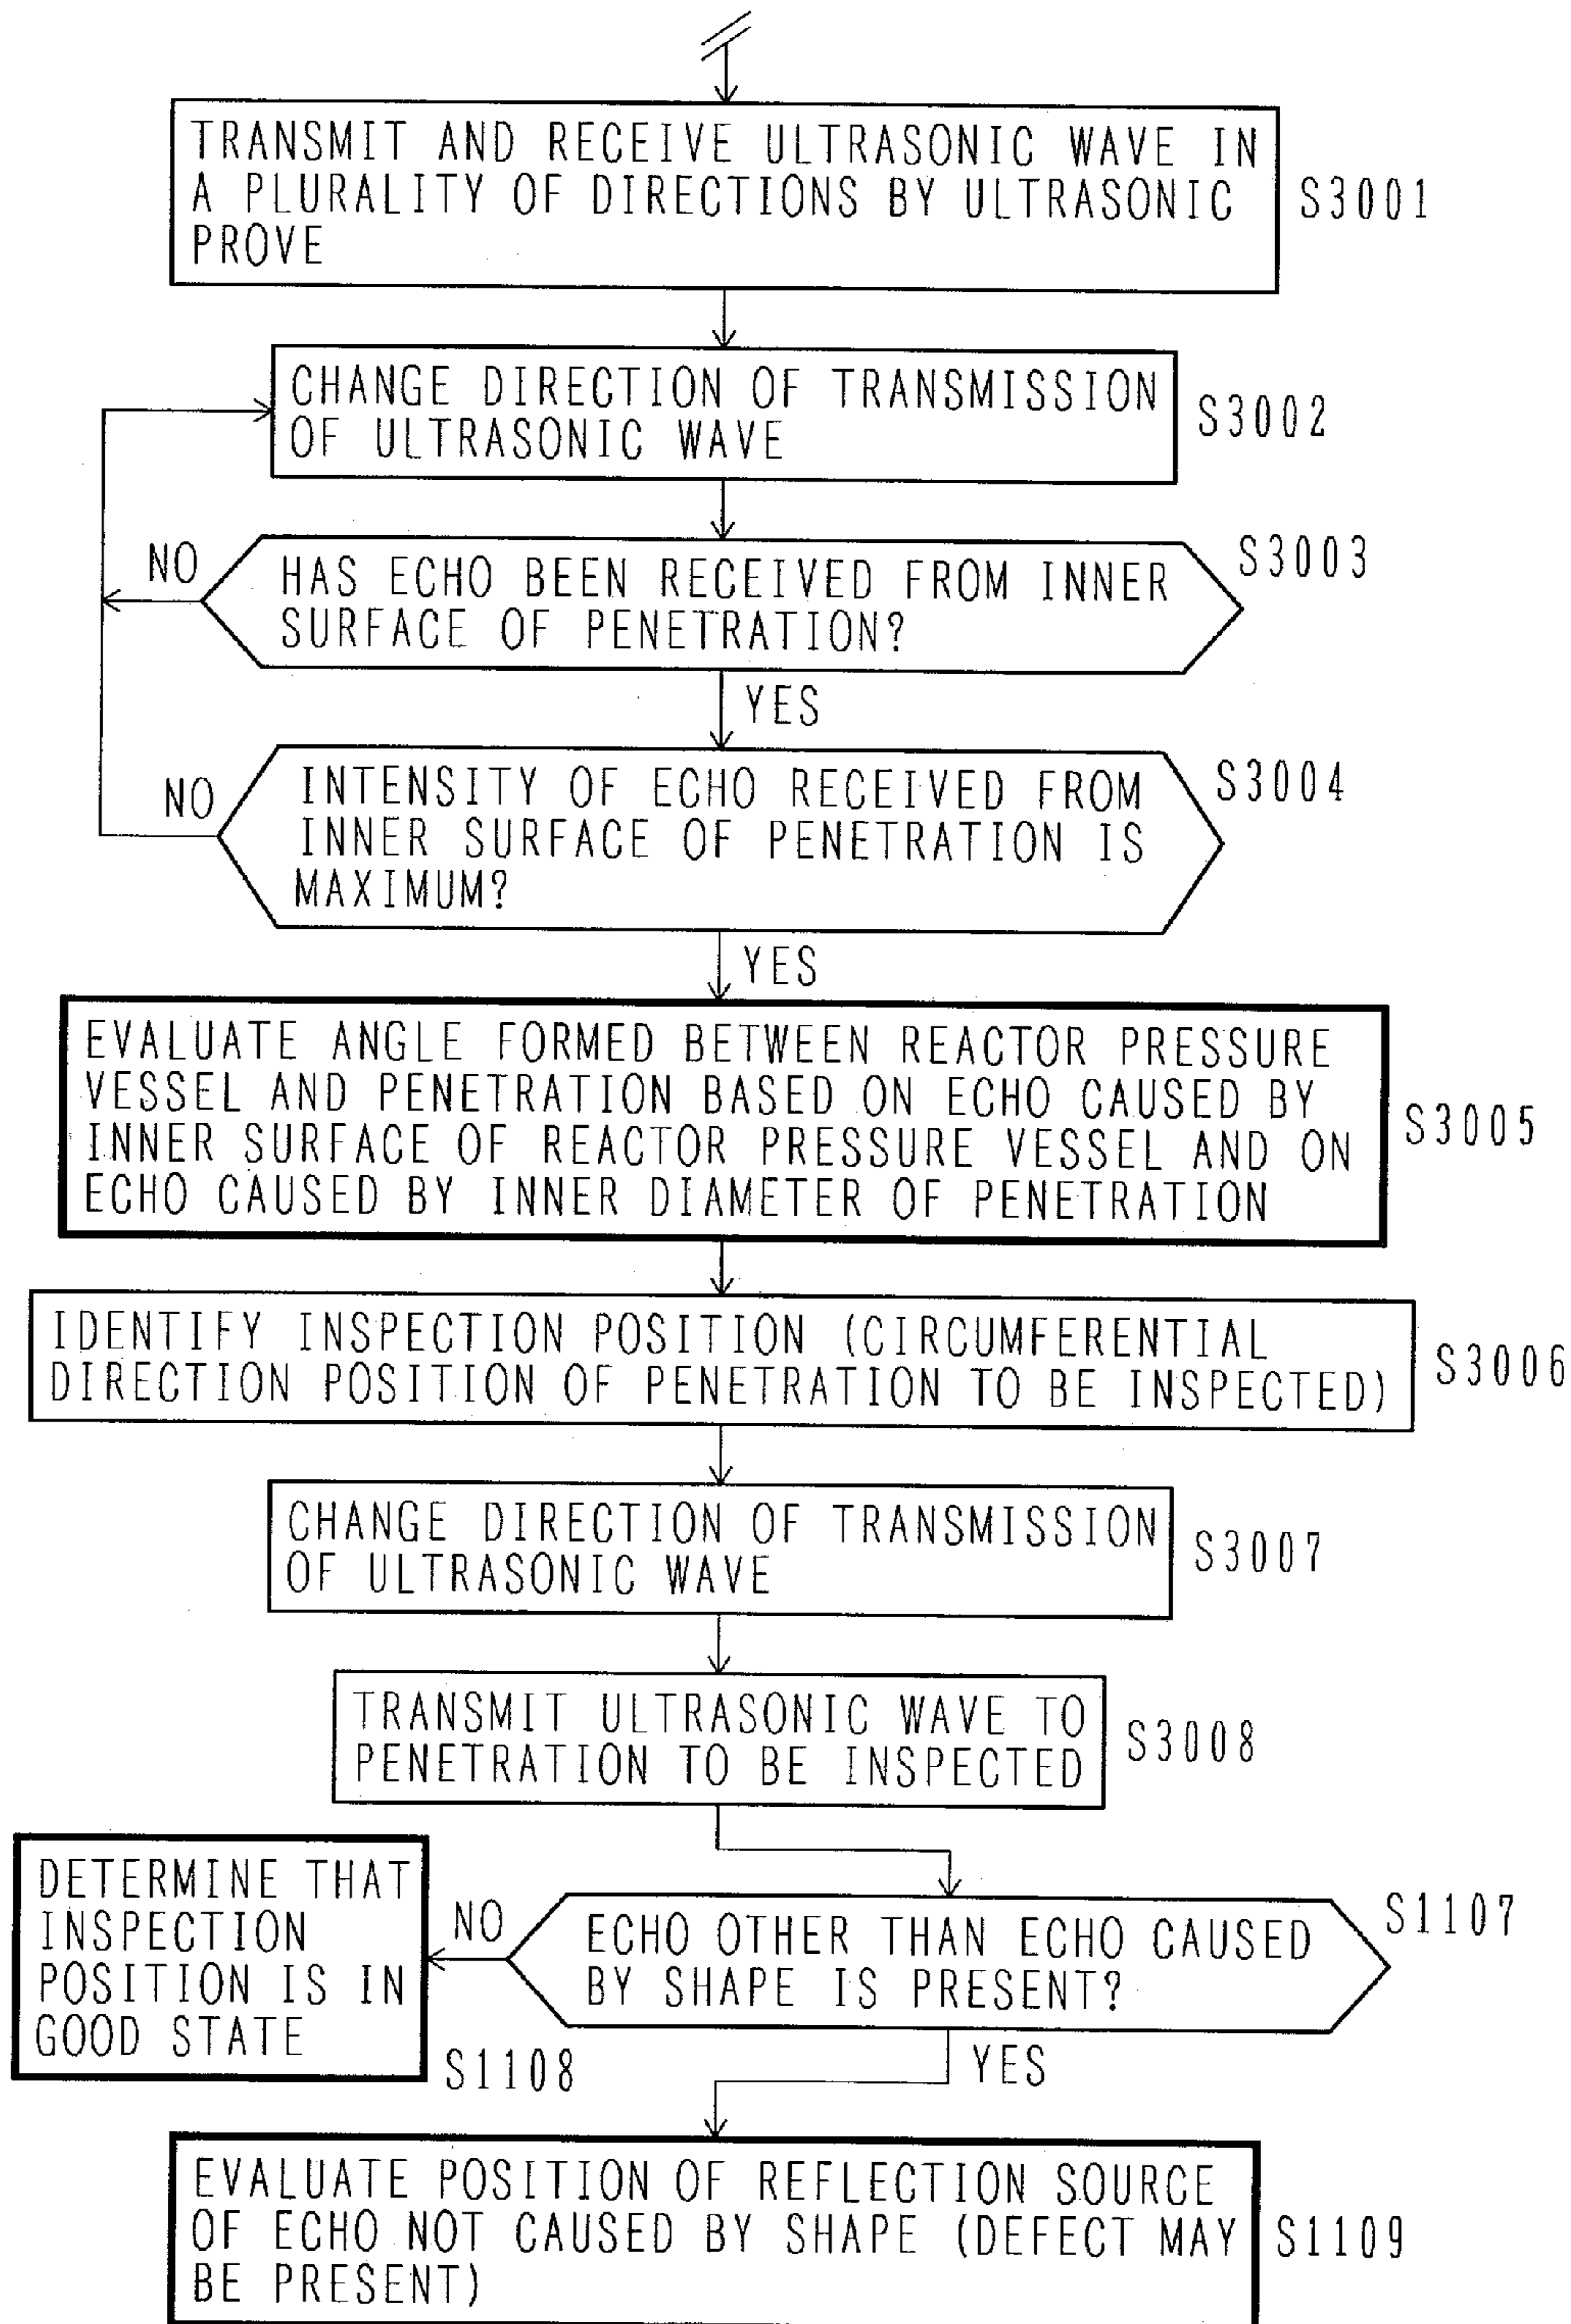 TRANSMIT AND RECEIVE ULTRASONIC WAVE IN
A PLURALITY OF DIRECTIONS BY ULTRASONIC
PROVE
S3001
CHANGE DIRECTION OF TRANSMISSION
OF ULTRASONIC WAVE
S3002
NO
HAS ECHO BEEN RECEIVED FROM INNER
SURFACE OF PENETRATION?
S3003
YES
NO
INTENSITY OF ECHO RECEIVED FROM
INNER SURFACE OF PENETRATION IS
MAXIMUM?
S3004
YES
EVALUATE ANGLE FORMED BETWEEN REACTOR PRESSURE
VESSEL AND PENETRATION BASED ON ECHO CAUSED BY
INNER SURFACE OF REACTOR PRESSURE VESSEL AND ON
ECHO CAUSED BY INNER DIAMETER OF PENETRATION
S3005
IDENTIFY INSPECTION POSITION (CIRCUMFERENTIAL
DIRECTION POSITION OF PENETRATION TO BE INSPECTED)
S3006
CHANGE DIRECTION OF TRANSMISSION
OF ULTRASONIC WAVE
S3007
TRANSMIT ULTRASONIC WAVE TO
PENETRATION TO BE INSPECTED
S3008
DETERMINE THAT
INSPECTION
POSITION IS IN
GOOD STATE
S1108
NO
ECHO OTHER THAN ECHO CAUSED
BY SHAPE IS PRESENT?
S1107
YES
EVALUATE POSITION OF REFLECTION SOURCE
OF ECHO NOT CAUSED BY SHAPE (DEFECT MAY
BE PRESENT)
S1109